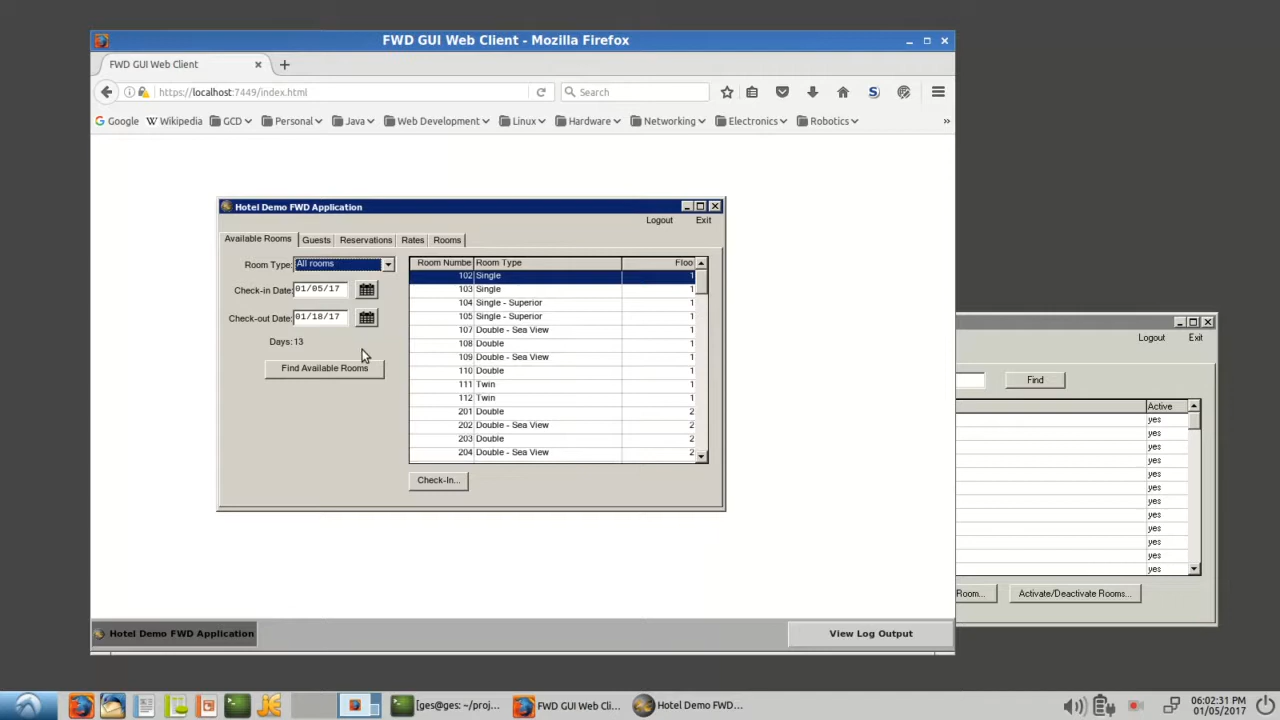 FWD GUI Web Client - Mozilla Firefox
FWD GUI Web Client
https://localhost:7449/index.html
Search
Google Wikipedia GCD Personal Java Web Development Linux Hardware Networking Electronics Robotics »
Hotel Demo FWD Application
Logout Exit
Available Rooms Guests Reservations Rates Rooms
Room Type: All rooms
Check-in Date: 01/05/17
Check-out Date: 01/18/17
Days: 13
Find Available Rooms
Room Numbe Room Type Floo
102 Single 1
103 Single 1
104 Single - Superior 1
105 Single - Superior 1
107 Double - Sea View 1
108 Double 1
109 Double - Sea View 1
110 Double 1
111 Twin 1
112 Twin 1
201 Double 2
202 Double - Sea View 2
203 Double 2
204 Double - Sea View 2
Check-In...
Logout Exit
Find
Active
yes
yes
yes
yes
yes
yes
yes
yes
yes
yes
yes
yes
Room... Activate/Deactivate Rooms...
Hotel Demo FWD Application
View Log Output
[ges@ges: ~/proj...
FWD GUI Web Cli...
Hotel Demo FWD...
06:02:31 PM
01/05/2017